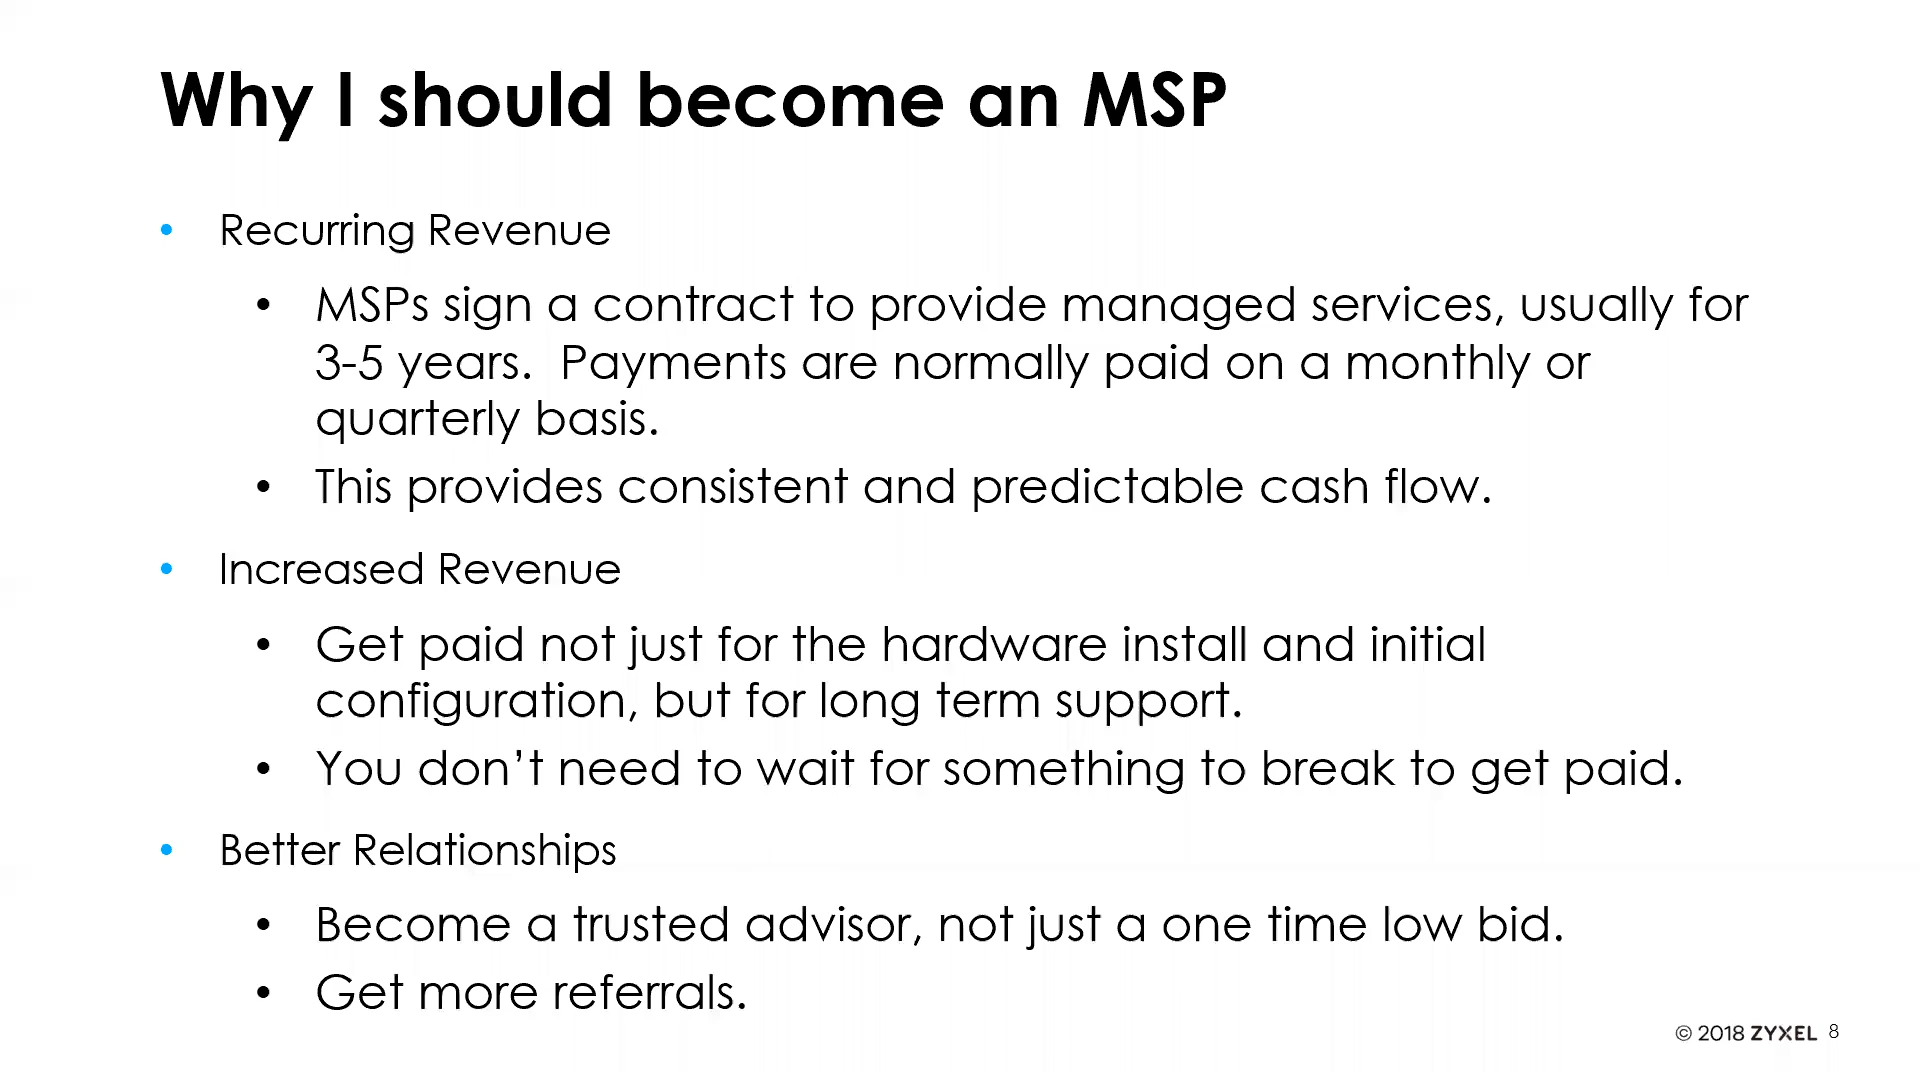 Why I should become an MSP
• Recurring Revenue
• MSPs sign a contract to provide managed services, usually for
3-5 years.  Payments are normally paid on a monthly or
quarterly basis.
• This provides consistent and predictable cash flow.
• Increased Revenue
• Get paid not just for the hardware install and initial
configuration, but for long term support.
• You don’t need to wait for something to break to get paid.
• Better Relationships
• Become a trusted advisor, not just a one time low bid.
• Get more referrals.
© 2018 ZYXEL 8